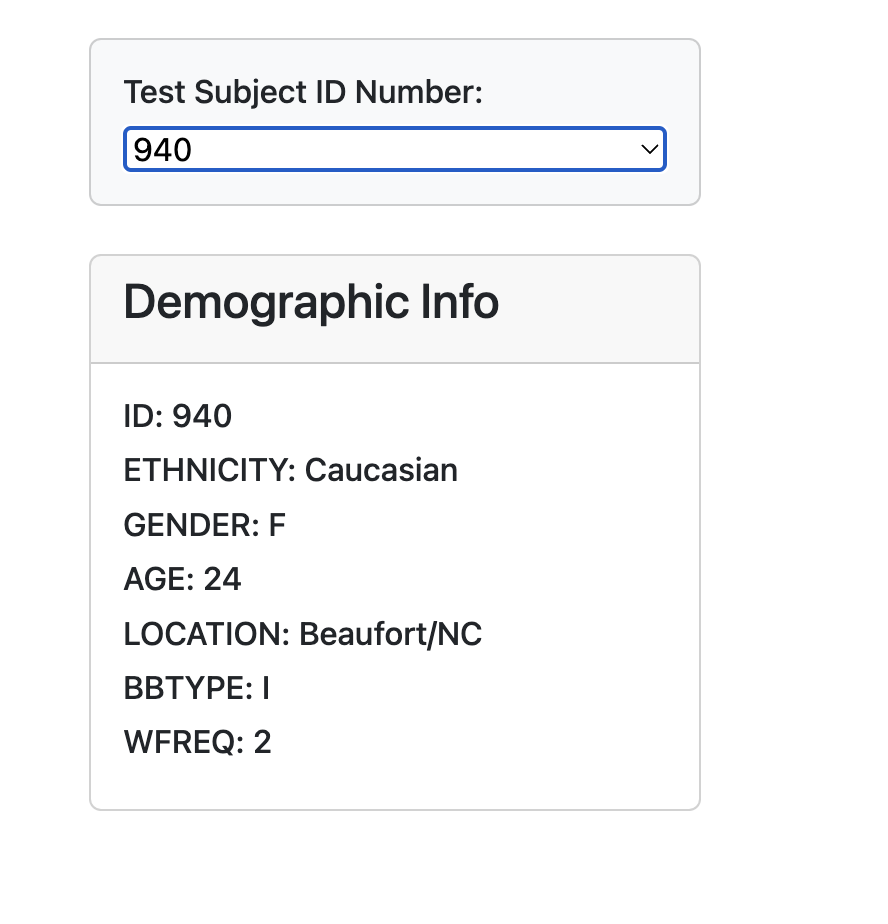 Test Subject ID Number:
940
Demographic Info
ID: 940
ETHNICITY: Caucasian
GENDER: F
AGE: 24
LOCATION: Beaufort/NC
BBTYPE: I
WFREQ: 2